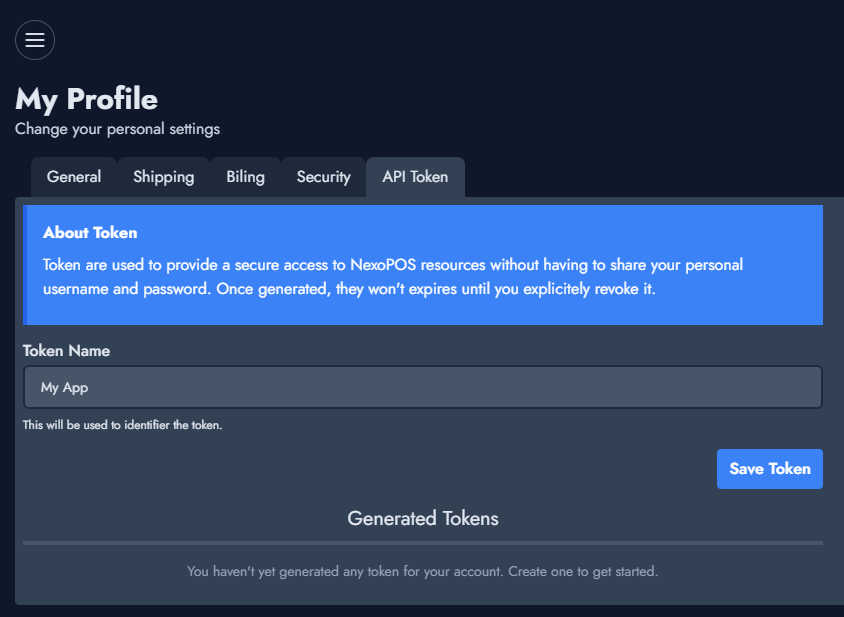 My Profile
Change your personal settings
General Shipping Biling Security API Token
About Token
Token are used to provide a secure access to NexoPOS resources without having to share your personal
username and password. Once generated, they won't expires until you explicitely revoke it.
Token Name
My App
This will be used to identifier the token.
Save Token
Generated Tokens
You haven't yet generated any token for your account. Create one to get started.